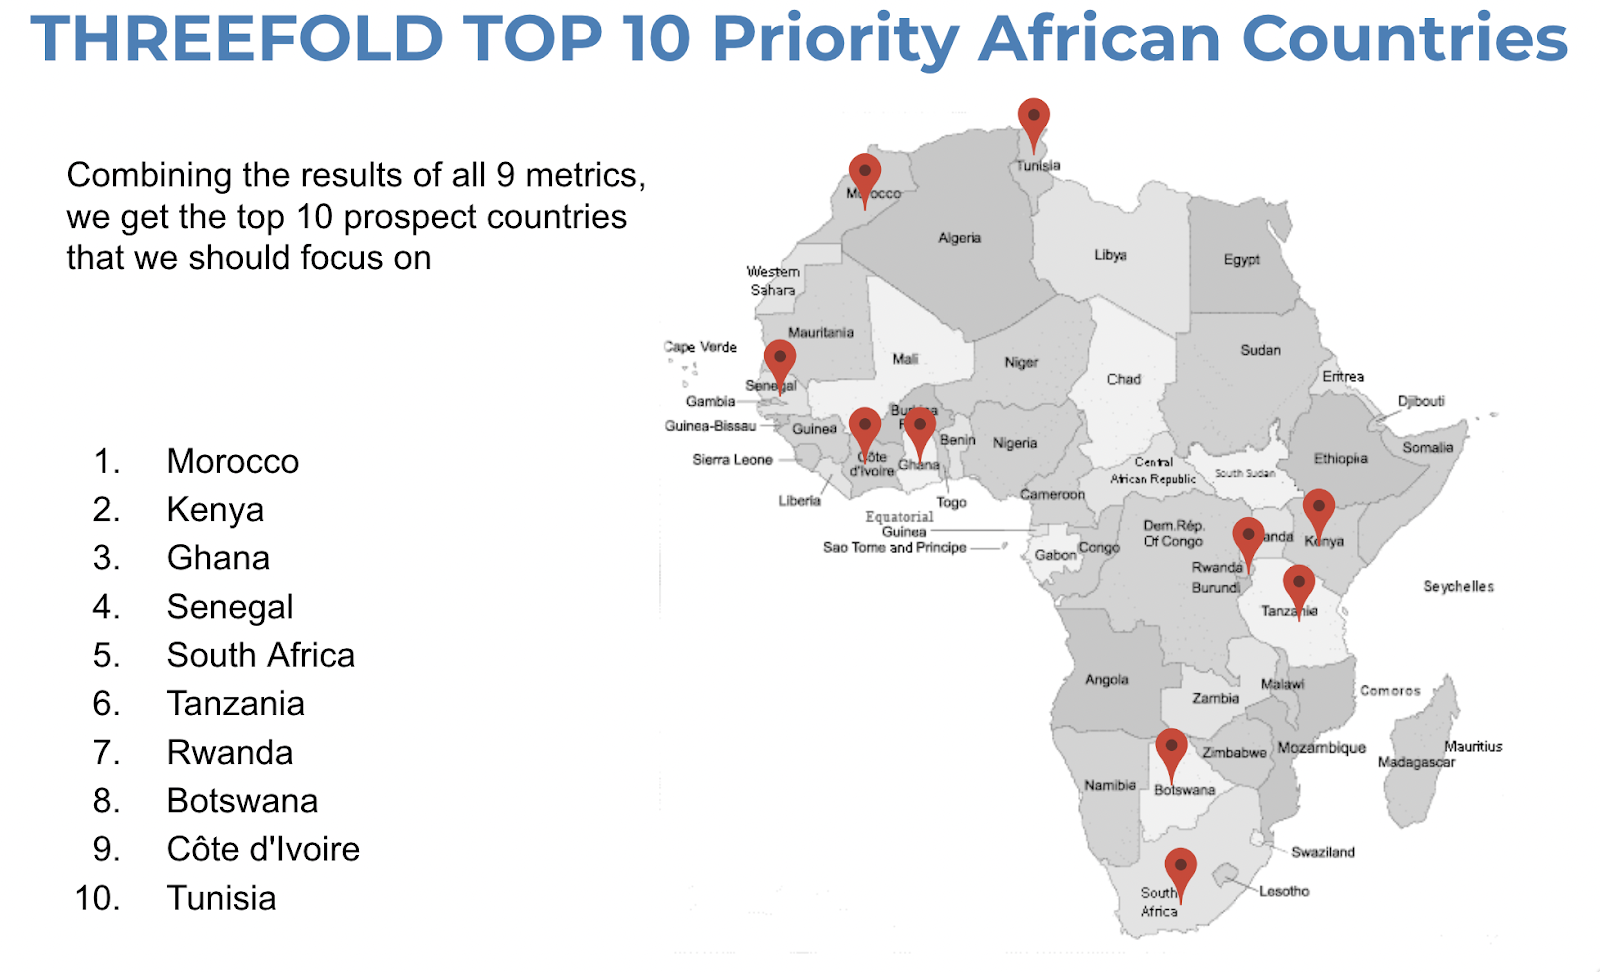 THREEFOLD TOP 10 Priority African Countries
Combining the results of all 9 metrics,
we get the top 10 prospect countries
that we should focus on
1. Morocco
2. Kenya
3. Ghana
4. Senegal
5. South Africa
6. Tanzania
7. Rwanda
8. Botswana
9. Côte d'Ivoire
10. Tunisia
Tunisia
Morocco
Algeria
Libya
Egypt
Western
Sahara
Mauritania
Cape Verde
Mali
Niger
Chad
Sudan
Eritrea
Senegal
Gambia
Djibouti
Guinea-Bissau
Guinea
Benin
Nigeria
Somalia
Sierra Leone
Côte
d'Ivoire
Ghana
Central
African Republic
South Sudan
Ethiopia
Liberia
Togo
Cameroon
Equatorial
Guinea
Sao Tome and Principe
Gabon
Congo
Dem.Rép.
Of Congo
anda
Kenya
Rwanda
Burundi
Seychelles
Tanzania
Angola
Zambia
Malawi
Comoros
Zimbabwe
Mozambique
Mauritius
Madagascar
Namibia
Botswana
Swaziland
South
Africa
Lesotho